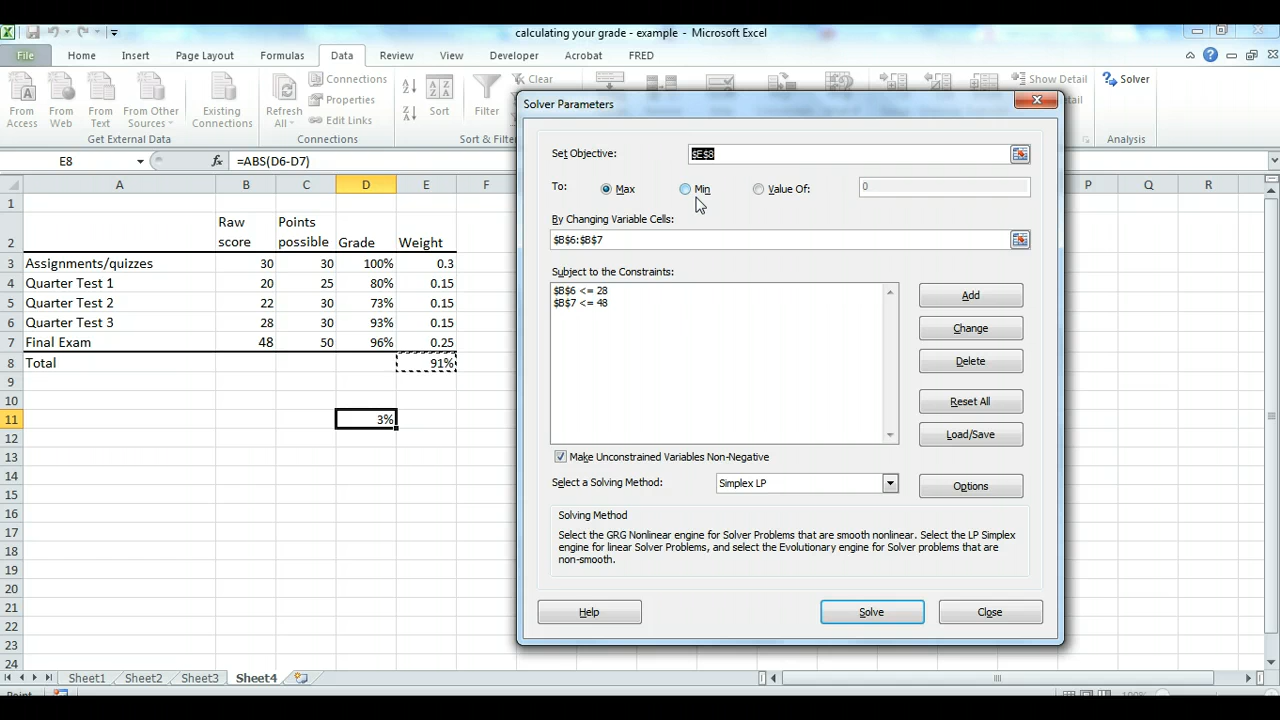 calculating your grade - example - Microsoft Excel
File Home Insert Page Layout Formulas Data Review View Developer Acrobat FRED
From Access
From Web
From Text
From Other Sources
Existing Connections
Refresh All
Connections
Properties
Edit Links
Sort
Filter
Clear
Show Detail
Solver
Get External Data
Connections
Sort & Filter
Analysis
E8 fx =ABS(D6-D7)
A B C D E F P Q R
1
2 Raw score Points possible Grade Weight
3 Assignments/quizzes 30 30 100% 0.3
4 Quarter Test 1 20 25 80% 0.15
5 Quarter Test 2 22 30 73% 0.15
6 Quarter Test 3 28 30 93% 0.15
7 Final Exam 48 50 96% 0.25
8 Total 91%
9
10
11 3%
12
13
14
15
16
17
18
19
20
21
22
23
24
Solver Parameters
Set Objective: $E$8
To: Max Min Value Of: 0
By Changing Variable Cells:
$B$6:$B$7
Subject to the Constraints:
$B$6 <= 28
$B$7 <= 48
Add
Change
Delete
Reset All
Load/Save
Make Unconstrained Variables Non-Negative
Select a Solving Method: Simplex LP
Options
Solving Method
Select the GRG Nonlinear engine for Solver Problems that are smooth nonlinear. Select the LP Simplex
engine for linear Solver Problems, and select the Evolutionary engine for Solver problems that are
non-smooth.
Help Solve Close
Sheet1 Sheet2 Sheet3 Sheet4